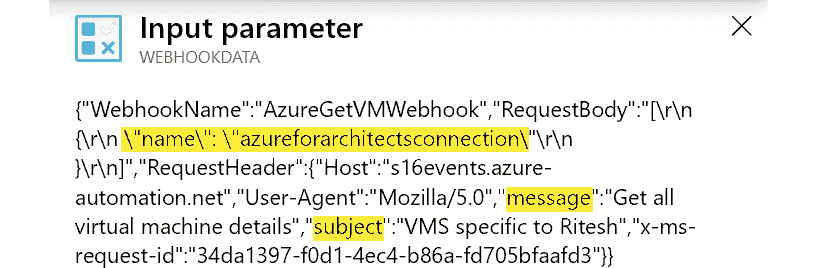 Input parameter
WEBHOOKDATA
{"WebhookName":"AzureGetVMWebhook","RequestBody":"[\r\n
{\r\n \"name\": \"azureforarchitectsconnection\"\r\n
}\r\n]","RequestHeader":{"Host":"s16events.azure-
automation.net","User-Agent":"Mozilla/5.0","message":"Get all
virtual machine details","subject":"VMS specific to Ritesh","x-ms-
request-id":"34da1397-f0d1-4ec4-b86a-fd705bfaafd3"}}